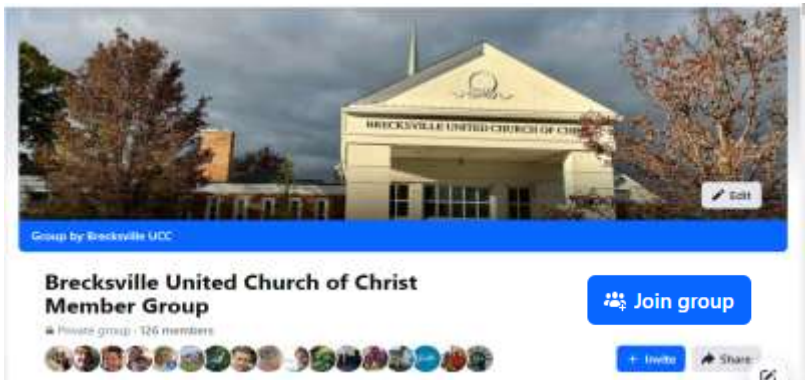 BRECKSVILLE UNITED CHURCH OF CHRI
Edit
Group by Brecksville UCC
Brecksville United Church of Christ
Member Group
Private group · 126 members
Join group
+ Invite
Share